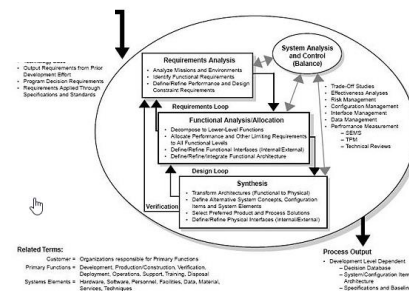 • Output Requirements from Prior
Development Effort
• Program Decision Requirements
• Requirements Applied Through
Specifications and Standards
Requirements Analysis
• Analyze Missions and Environments
• Identify Functional Requirements
• Define/Refine Performance and Design
Constraint Requirements
System Analysis
and Control
(Balance)
Requirements Loop
Functional Analysis/Allocation
• Decompose to Lower-Level Functions
• Allocate Performance and Other Limiting Requirements
to All Functional Levels
• Define/Refine Functional Interfaces (Internal/External)
• Define/Refine/Integrate Functional Architecture
• Trade-Off Studies
• Effectiveness Analyses
• Risk Management
• Configuration Management
• Interface Management
• Data Management
• Performance Measurement
– SEMS
– TPM
– Technical Reviews
Design Loop
Synthesis
• Transform Architectures (Functional to Physical)
• Define Alternative System Concepts, Configuration
Items and System Elements
• Select Preferred Product and Process Solutions
• Define/Refine Physical Interfaces (Internal/External)
Verification
Related Terms:
Customer = Organizations responsible for Primary Functions
Primary Functions = Development, Production/Construction, Verification,
Deployment, Operations, Support, Training, Disposal
Systems Elements = Hardware, Software, Personnel, Facilities, Data, Material,
Services, Techniques
Process Output
• Development Level Dependent
– Decision Database
– System/Configuration Item
Architecture
– Specifications and Baselin